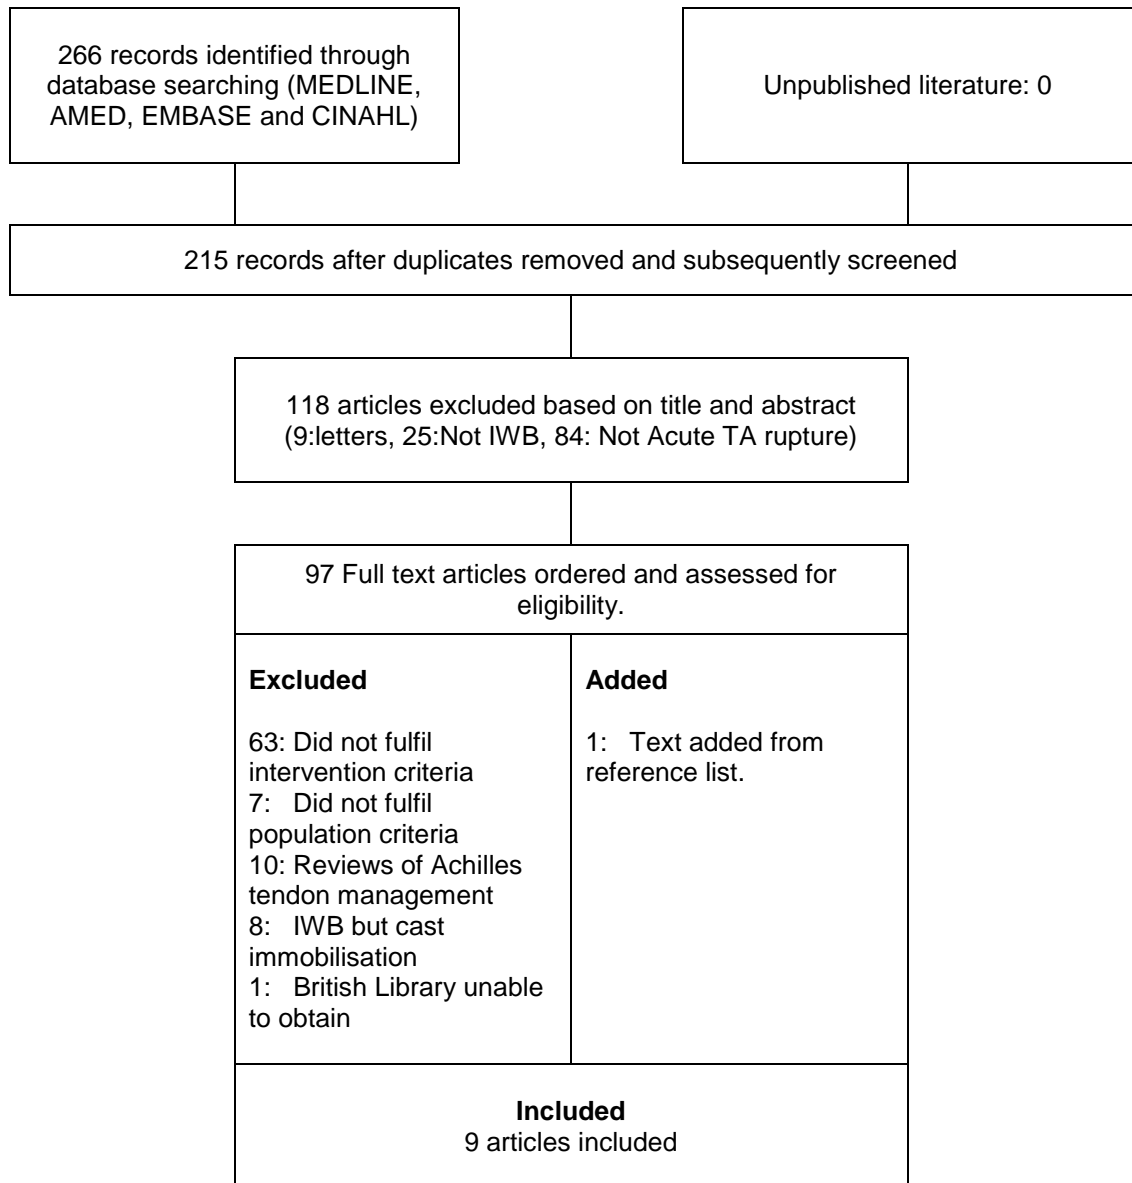 266 records identified through
database searching (MEDLINE,
AMED, EMBASE and CINAHL)
Unpublished literature: 0
215 records after duplicates removed and subsequently screened
118 articles excluded based on title and abstract
(9:letters, 25:Not IWB, 84: Not Acute TA rupture)
97 Full text articles ordered and assessed for
eligibility.
Excluded
63: Did not fulfil
intervention criteria
7: Did not fulfil
population criteria
10: Reviews of Achilles
tendon management
8: IWB but cast
immobilisation
1: British Library unable
to obtain
Added
1: Text added from
reference list.
Included
9 articles included